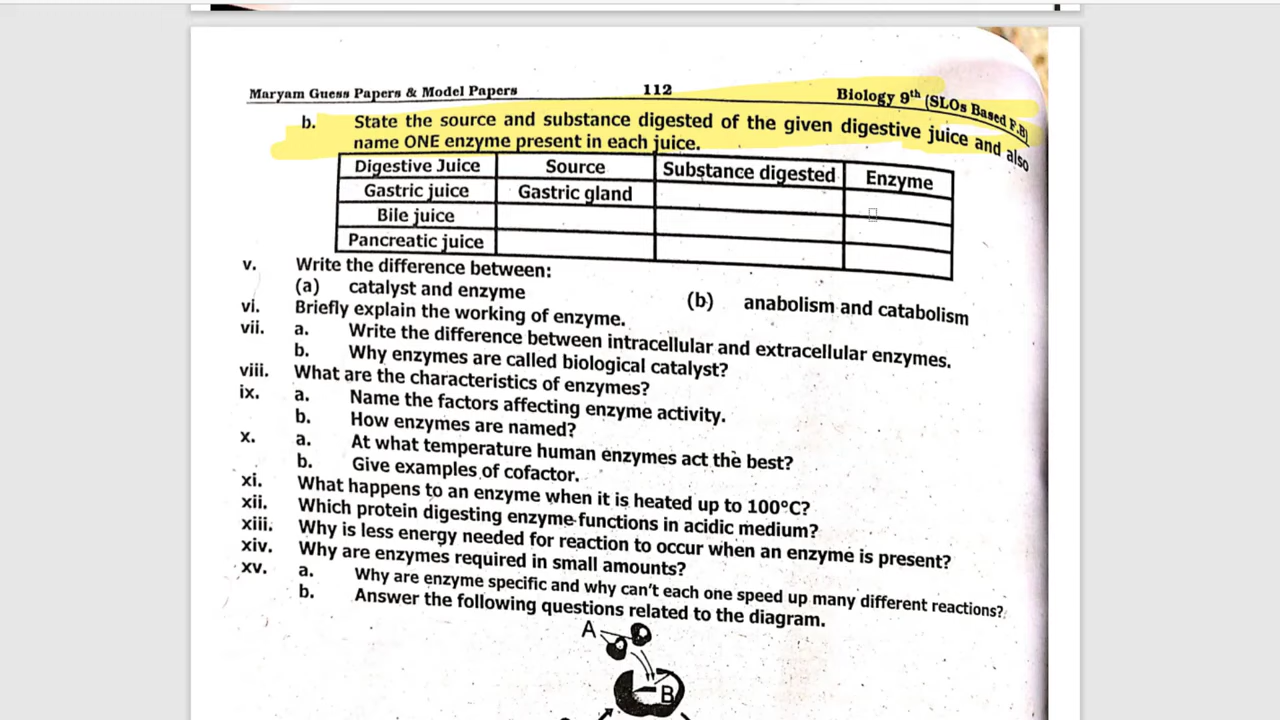 Maryam Guess Papers & Model Papers 112 Biology 9th (SLOs Based F.B)
b. State the source and substance digested of the given digestive juice and also
name ONE enzyme present in each juice.
Digestive Juice Source Substance digested Enzyme
Gastric juice Gastric gland
Bile juice
Pancreatic juice
v. Write the difference between:
(a) catalyst and enzyme (b) anabolism and catabolism
vi. Briefly explain the working of enzyme.
vii. a. Write the difference between intracellular and extracellular enzymes.
b. Why enzymes are called biological catalyst?
viii. What are the characteristics of enzymes?
ix. a. Name the factors affecting enzyme activity.
b. How enzymes are named?
x. a. At what temperature human enzymes act the best?
b. Give examples of cofactor.
xi. What happens to an enzyme when it is heated up to 100°C?
xii. Which protein digesting enzyme functions in acidic medium?
xiii. Why is less energy needed for reaction to occur when an enzyme is present?
xiv. Why are enzymes required in small amounts?
xv. a. Why are enzyme specific and why can't each one speed up many different reactions?
b. Answer the following questions related to the diagram.
A
B